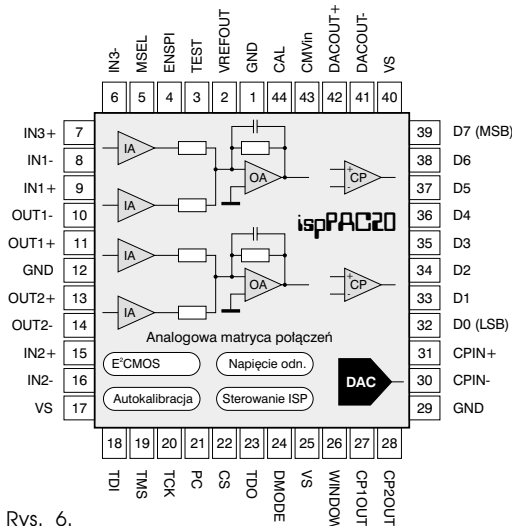 IN3-
MSEL
ENSPI
TEST
VREFOUT
GND
CAL
CMVin
DACOUT+
DACOUT-
VS
6 5 4 3 2 1 44 43 42 41 40
IN3+ 7
IN1- 8
IN1+ 9
OUT1- 10
OUT1+ 11
GND 12
OUT2+ 13
OUT2- 14
IN2+ 15
IN2- 16
VS 17
IA
IA
OA
CP
ispPAC20
IA
IA
OA
CP
Analogowa matryca połączeń
E²CMOS
Napięcie odn.
Autokalibracja
Sterowanie ISP
DAC
39 D7 (MSB)
38 D6
37 D5
36 D4
35 D3
34 D2
33 D1
32 D0 (LSB)
31 CPIN+
30 CPIN-
29 GND
18 19 20 21 22 23 24 25 26 27 28
TDI
TMS
TCK
PC
CS
TDO
DMODE
VS
WINDOW
CP1OUT
CP2OUT
Rys. 6.